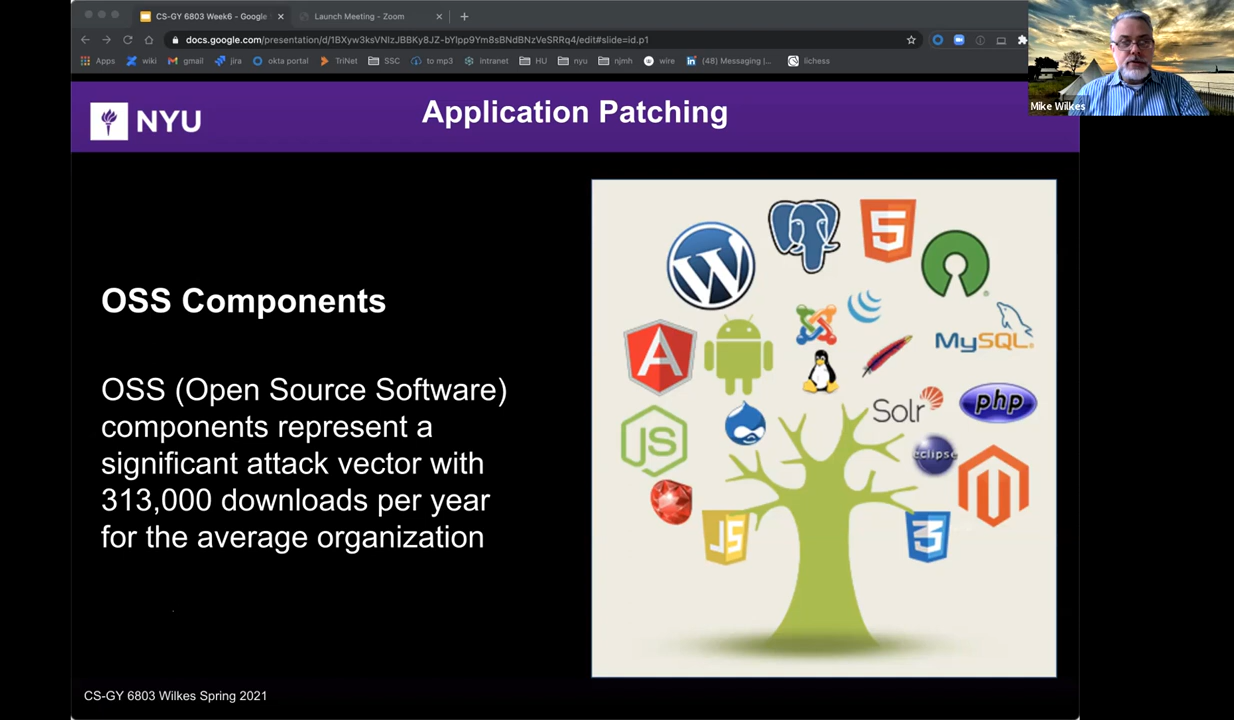 CS-GY 6803 Week6 - Google
Launch Meeting - Zoom
docs.google.com/presentation/d/1BXyw3ksVNIzJBBKy8JZ-bYlpp9Ym8sBNdBNzVeSRRq4/edit#slide=id.p1
Apps wiki gmail jira okta portal TriNet SSC to mp3 intranet HU nyu njmh wire (48) Messaging |... lichess
Mike Wilkes
NYU
Application Patching
OSS Components
OSS (Open Source Software)
components represent a
significant attack vector with
313,000 downloads per year
for the average organization
W
5
A
MySQL
Solr
php
JS
eclipse
JS
3
CS-GY 6803 Wilkes Spring 2021